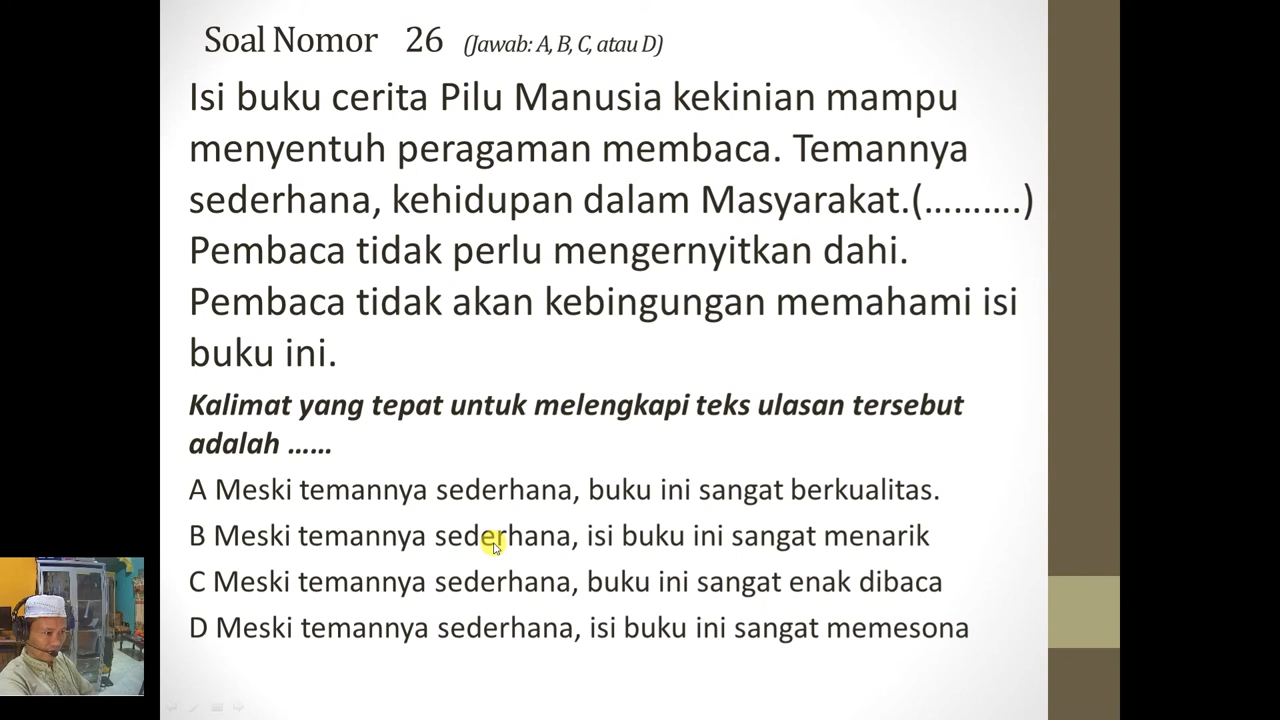 Soal Nomor 26 (Jawab: A, B, C, atau D)
Isi buku cerita Pilu Manusia kekinian mampu
menyentuh peragaman membaca. Temannya
sederhana, kehidupan dalam Masyarakat.(……….)
Pembaca tidak perlu mengernyitkan dahi.
Pembaca tidak akan kebingungan memahami isi
buku ini.
Kalimat yang tepat untuk melengkapi teks ulasan tersebut
adalah ……
A Meski temannya sederhana, buku ini sangat berkualitas.
B Meski temannya sederhana, isi buku ini sangat menarik
C Meski temannya sederhana, buku ini sangat enak dibaca
D Meski temannya sederhana, isi buku ini sangat memesona